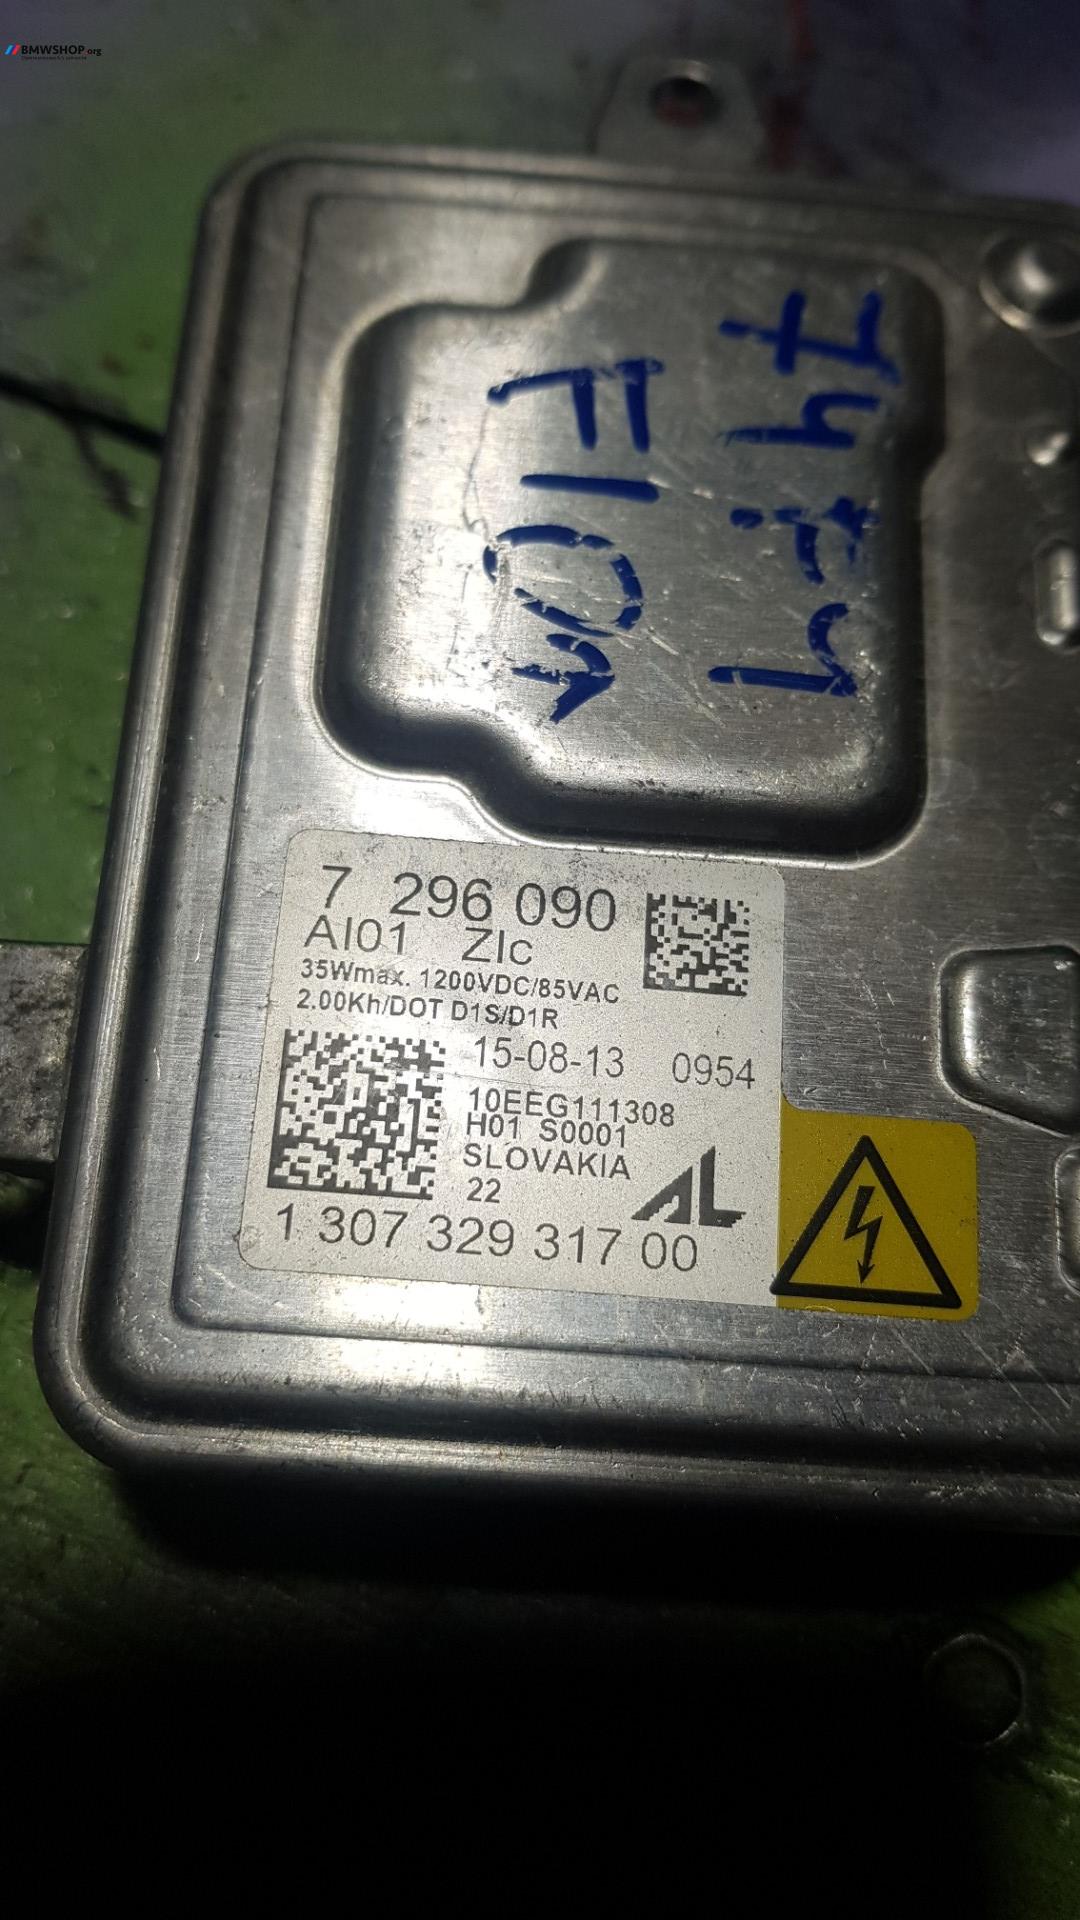 BMWSHOP.org
F10
7 296 090
AI01 ZIc
35Wmax. 1200VDC/85VAC
2.00Kh/DOT D1S/D1R
15-08-13 0954
10EEG111308
H01 S0001
SLOVAKIA
22
AL
1 307 329 317 00